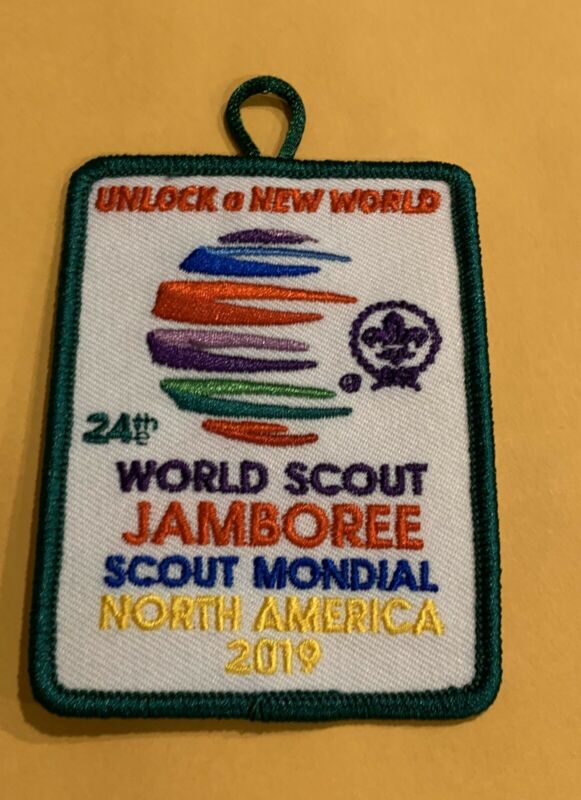 UNLOCK a NEW WORLD
24th
e
WORLD SCOUT
JAMBOREE
SCOUT MONDIAL
NORTH AMERICA
2019